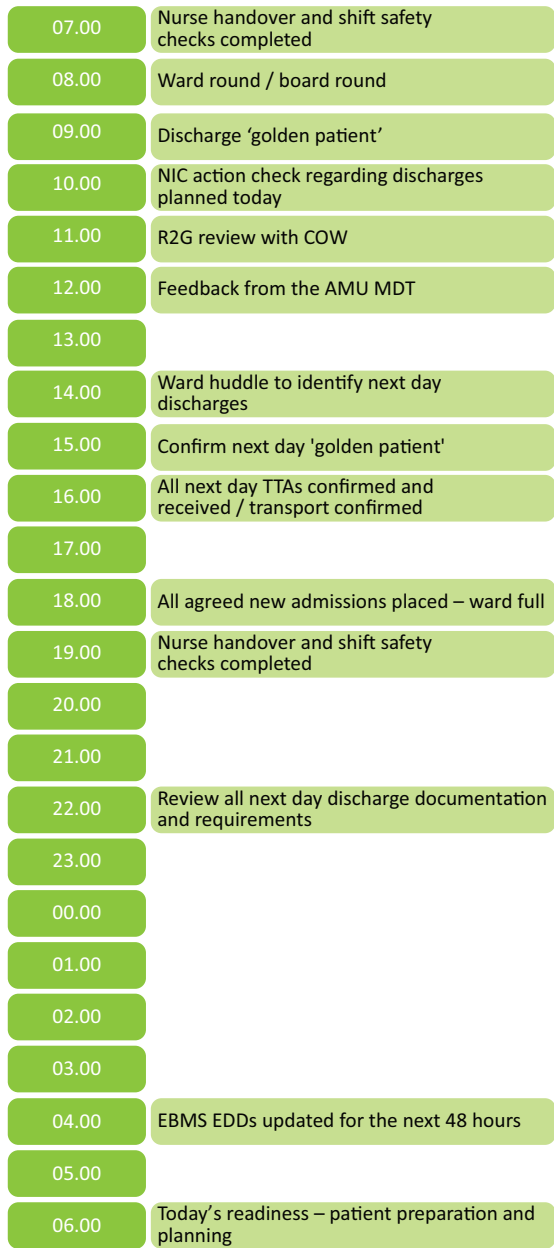 07.00
Nurse handover and shift safety
checks completed
08.00
Ward round / board round
09.00
Discharge ‘golden patient’
10.00
NIC action check regarding discharges
planned today
11.00
R2G review with COW
12.00
Feedback from the AMU MDT
13.00
14.00
Ward huddle to identify next day
discharges
15.00
Confirm next day 'golden patient'
16.00
All next day TTAs confirmed and
received / transport confirmed
17.00
18.00
All agreed new admissions placed – ward full
19.00
Nurse handover and shift safety
checks completed
20.00
21.00
22.00
Review all next day discharge documentation
and requirements
23.00
00.00
01.00
02.00
03.00
04.00
EBMS EDDs updated for the next 48 hours
05.00
06.00
Today’s readiness – patient preparation and
planning